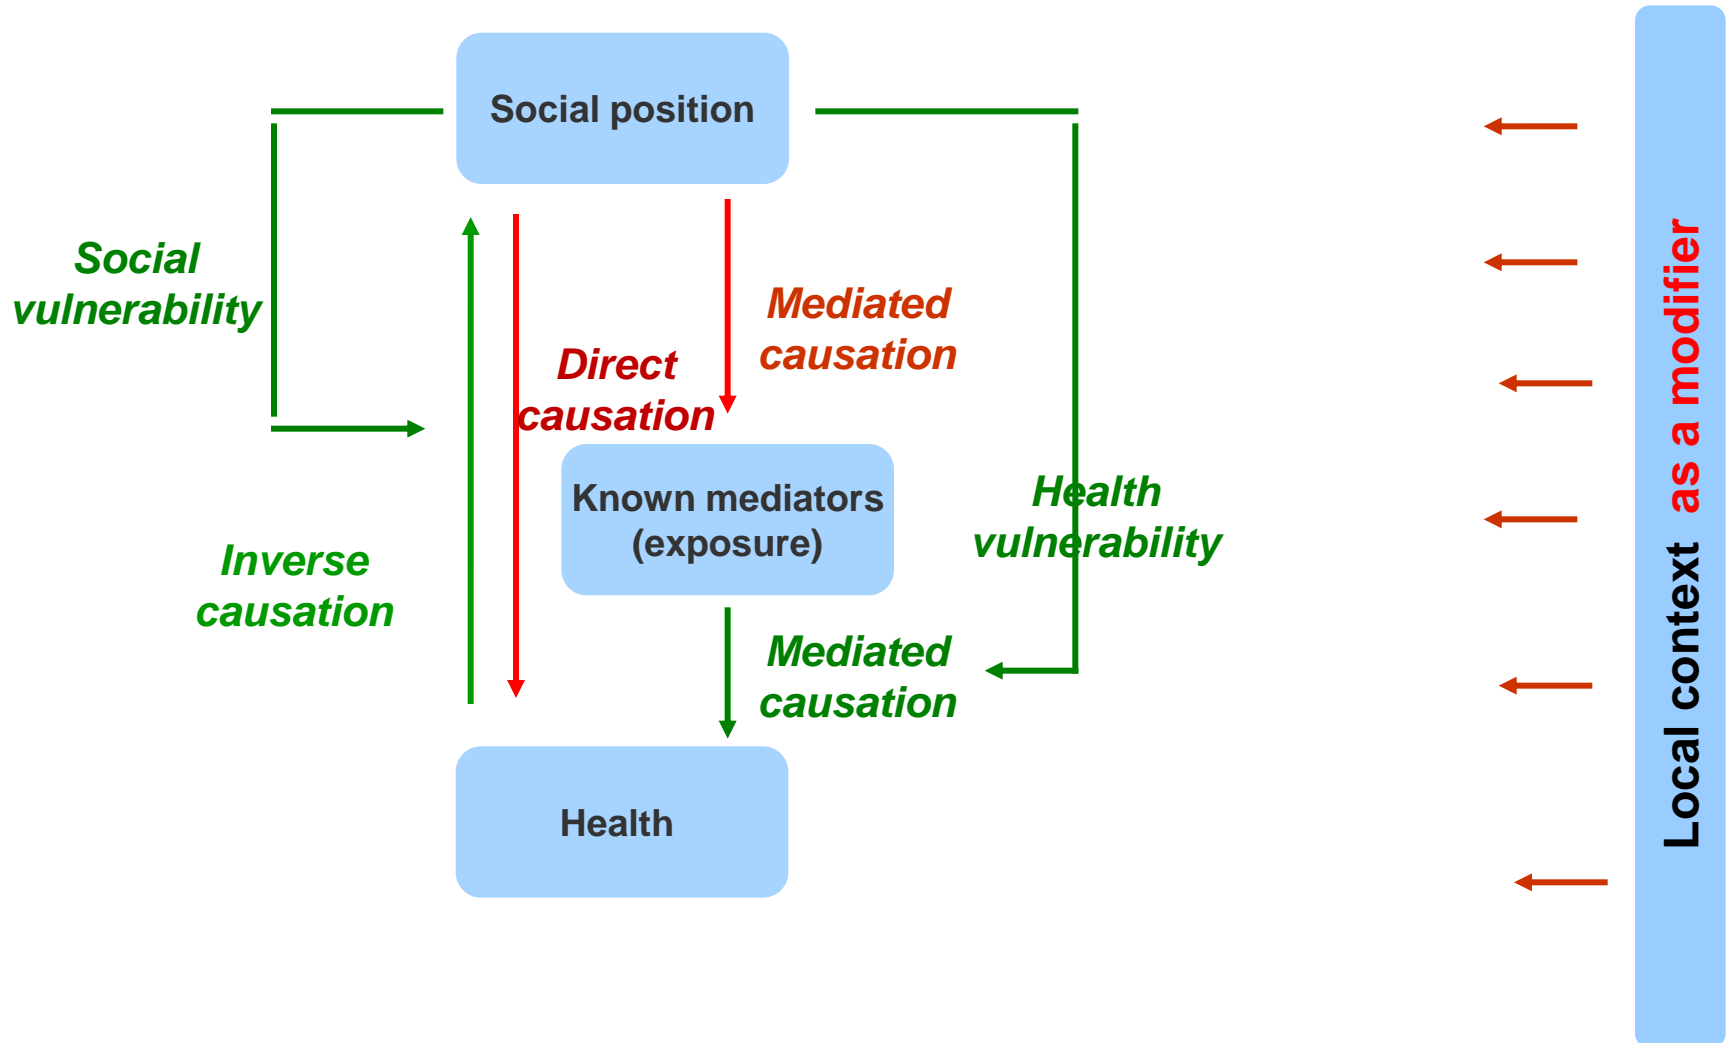 Social position
Social
vulnerability
Mediated
causation
Direct
causation
Known mediators
(exposure)
Health
vulnerability
Inverse
causation
Mediated
causation
Health
Local context as a modifier